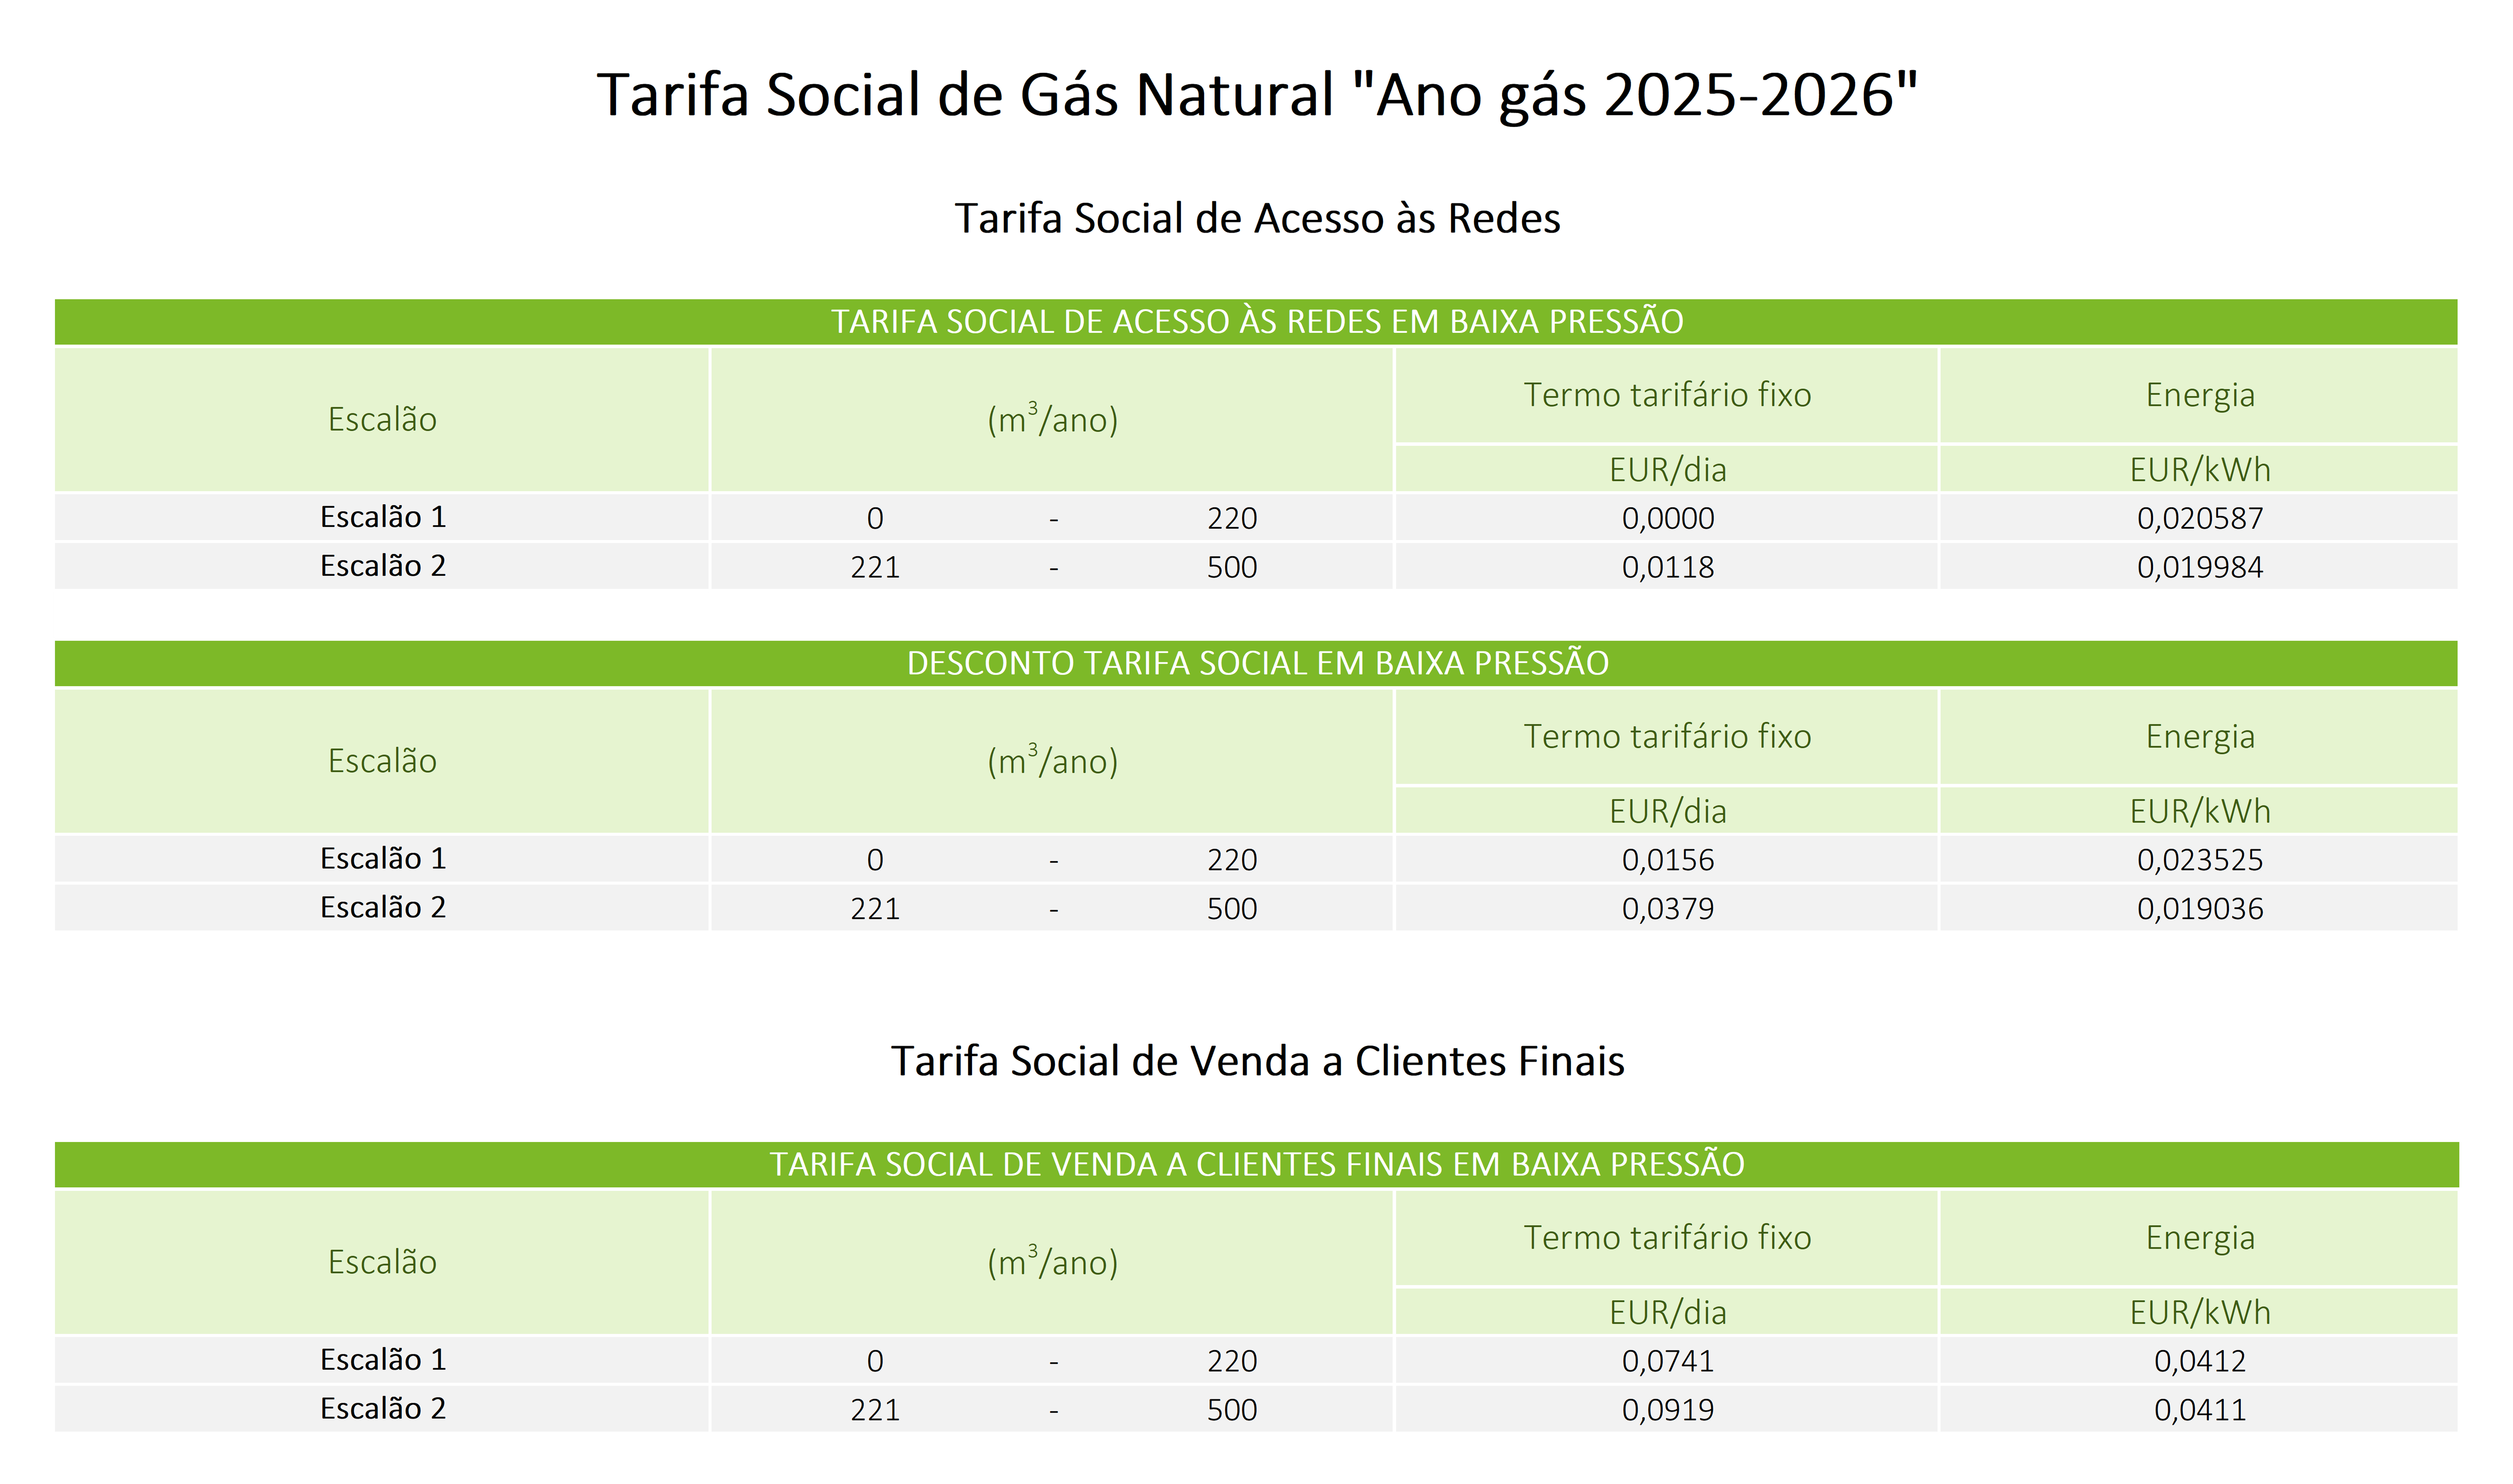 Tarifa Social de Gás Natural "Ano gás 2025-2026"
Tarifa Social de Acesso às Redes
TARIFA SOCIAL DE ACESSO ÀS REDES EM BAIXA PRESSÃO
Escalão (m³/ano) Termo tarifário fixo Energia
EUR/dia EUR/kWh
Escalão 1 0 - 220 0,0000 0,020587
Escalão 2 221 - 500 0,0118 0,019984
DESCONTO TARIFA SOCIAL EM BAIXA PRESSÃO
Escalão (m³/ano) Termo tarifário fixo Energia
EUR/dia EUR/kWh
Escalão 1 0 - 220 0,0156 0,023525
Escalão 2 221 - 500 0,0379 0,019036
Tarifa Social de Venda a Clientes Finais
TARIFA SOCIAL DE VENDA A CLIENTES FINAIS EM BAIXA PRESSÃO
Escalão (m³/ano) Termo tarifário fixo Energia
EUR/dia EUR/kWh
Escalão 1 0 - 220 0,0741 0,0412
Escalão 2 221 - 500 0,0919 0,0411